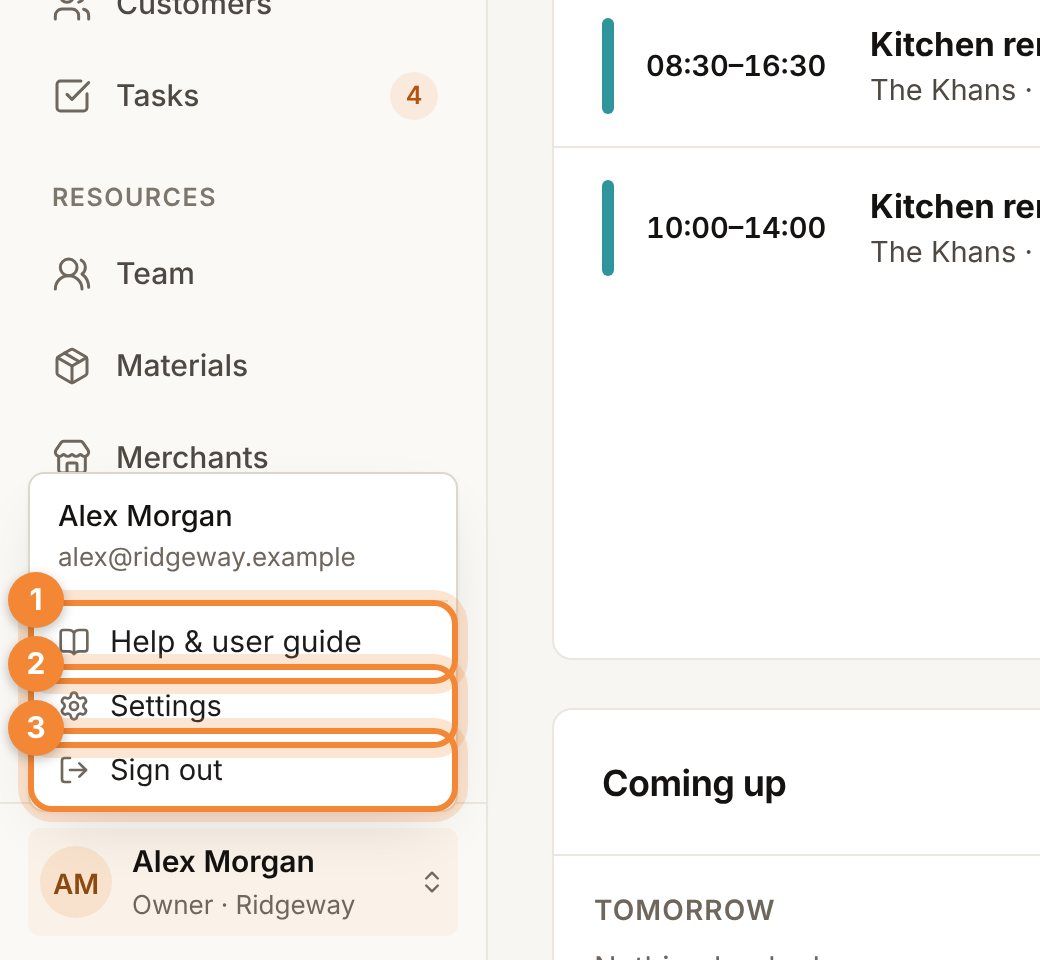 Customers
Tasks
4
RESOURCES
Team
Materials
Merchants
Alex Morgan
alex@ridgeway.example
1
Help & user guide
2
Settings
3
Sign out
AM
Alex Morgan
Owner · Ridgeway
08:30–16:30
Kitchen
The Khans ·
10:00–14:00
Kitchen
The Khans ·
Coming up
TOMORROW